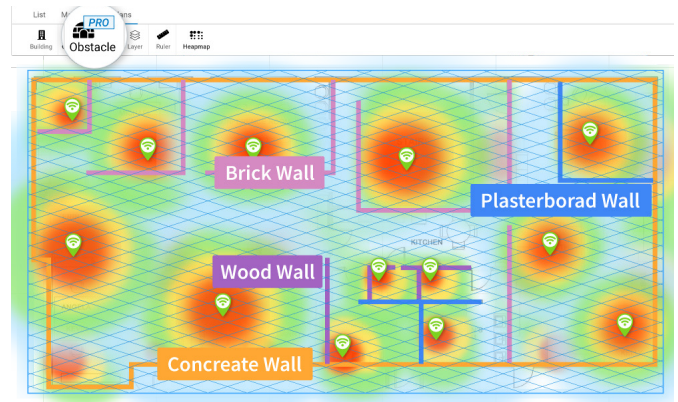 List
PRO
Building
Obstacle
Layer
Ruler
Heapmap
Brick Wall
Plasterborad Wall
KITCHEN
Wood Wall
Concreate Wall